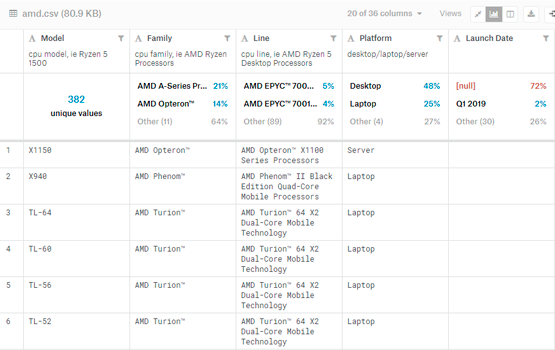 amd.csv (80.9 KB)
20 of 36 columns
Views
A Model
A Family
A Line
A Platform
A Launch Date
cpu model, ie Ryzen 5 1500
cpu family, ie AMD Ryzen Processors
cpu line, ie AMD Ryzen 5 Desktop Processors
desktop/laptop/server
382
unique values
AMD A-Series Pr... 21%
AMD Opteron™ 14%
Other (11) 64%
AMD EPYC™ 700... 5%
AMD EPYC™ 7001... 4%
Other (89) 92%
Desktop 48%
Laptop 25%
Other (4) 27%
[null] 72%
Q1 2019 2%
Other (30) 26%
1 X1150 AMD Opteron™ AMD Opteron™ X1100 Server
Series Processors
2 X940 AMD Phenom™ AMD Phenom™ II Black Laptop
Edition Quad-Core
Mobile Processors
3 TL-64 AMD Turion™ AMD Turion™ 64 X2 Laptop
Dual-Core Mobile
Technology
4 TL-60 AMD Turion™ AMD Turion™ 64 X2 Laptop
Dual-Core Mobile
Technology
5 TL-56 AMD Turion™ AMD Turion™ 64 X2 Laptop
Dual-Core Mobile
Technology
6 TL-52 AMD Turion™ AMD Turion™ 64 X2 Laptop
Dual-Core Mobile
Technology